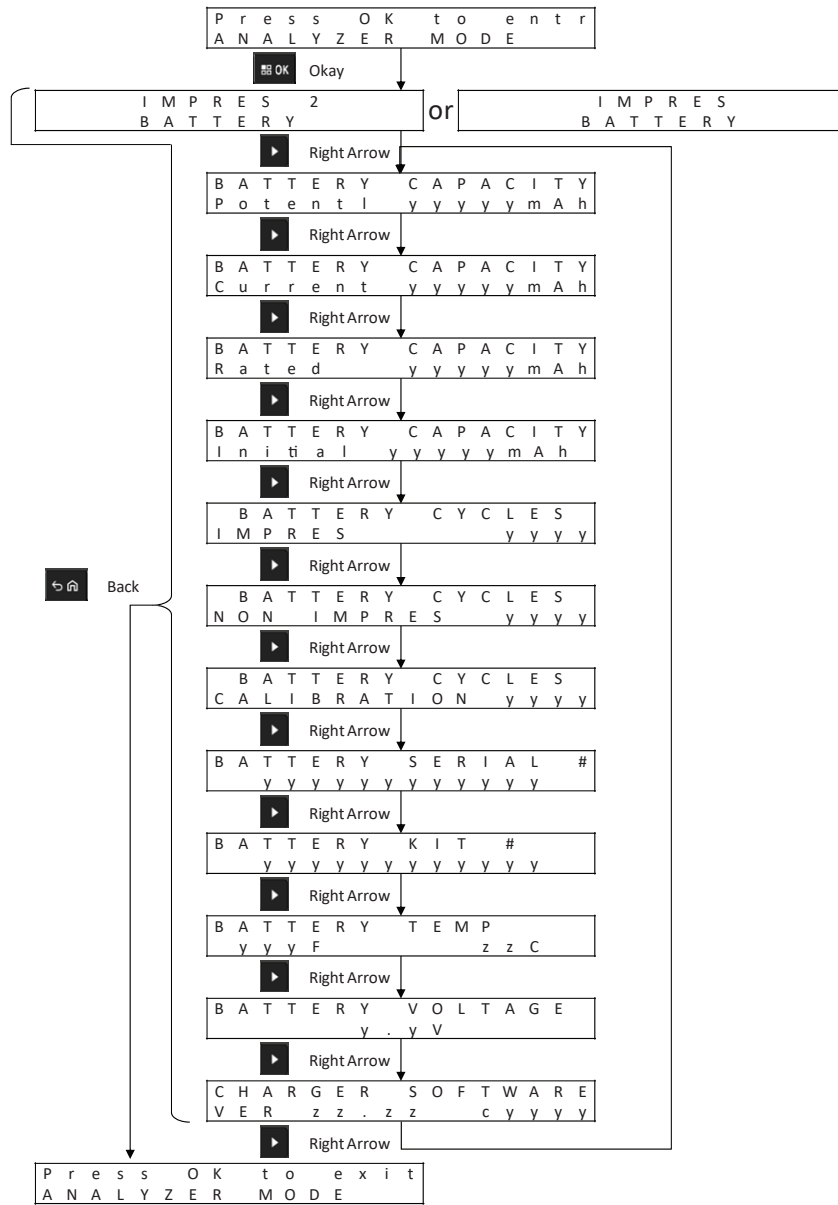 Press OK to entr
ANALYZER MODE
OK Okay
IMPRES 2
BATTERY
or
IMPRES
BATTERY
Right Arrow
BATTERY CAPACITY
Potentl yyyyymAh
Right Arrow
BATTERY CAPACITY
Current yyyyymAh
Right Arrow
BATTERY CAPACITY
Rated yyyyymAh
Right Arrow
BATTERY CAPACITY
Initial yyyyymAh
Right Arrow
BATTERY CYCLES
IMPRES yyyy
Right Arrow
Back
BATTERY CYCLES
NON IMPRES yyyy
Right Arrow
BATTERY CYCLES
CALIBRATION yyyy
Right Arrow
BATTERY SERIAL #
yyyyyyyyyyyy
Right Arrow
BATTERY KIT #
yyyyyyyyyyyy
Right Arrow
BATTERY TEMP
yyyF zzC
Right Arrow
BATTERY VOLTAGE
y.yV
Right Arrow
CHARGER SOFTWARE
VER zz.zz cyyyy
Right Arrow
Press OK to exit
ANALYZER MODE